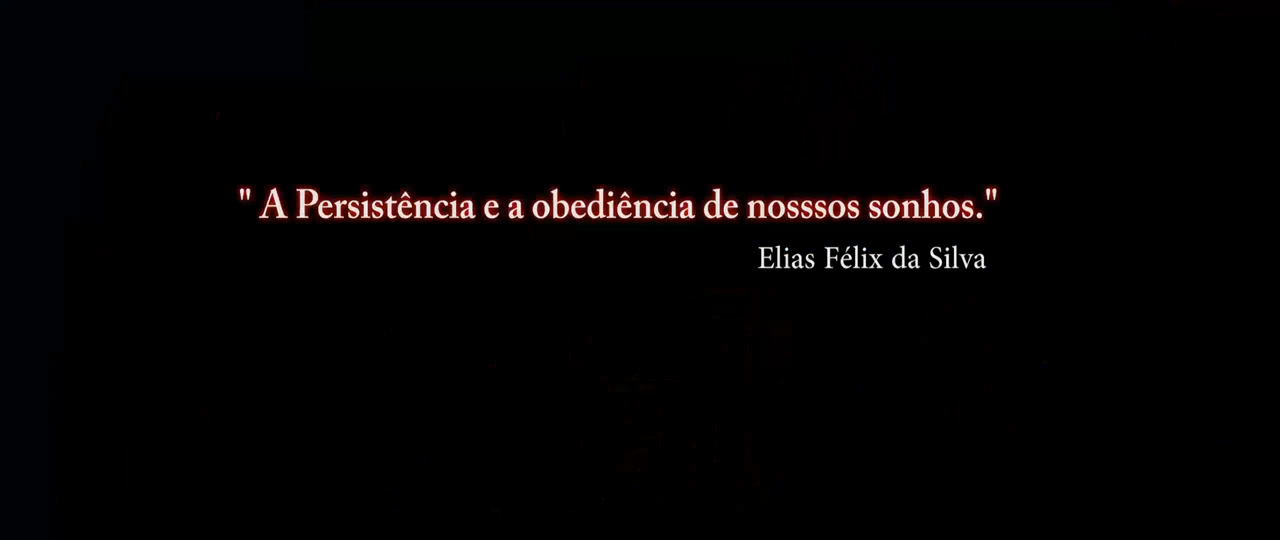 " A Persistência e a obediência de nosssos sonhos."
Elias Félix da Silva